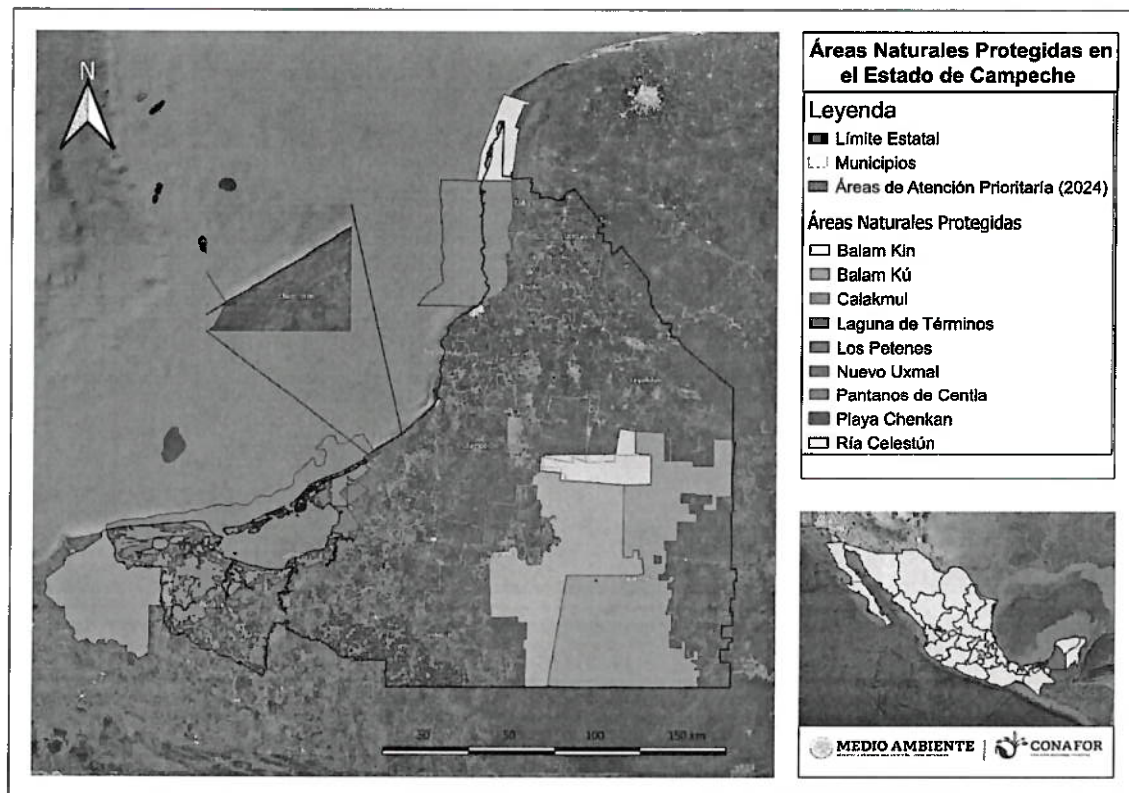 N
30
50
100
150 km
Áreas Naturales Protegidas en
el Estado de Campeche
Leyenda
Límite Estatal
Municipios
Áreas de Atención Prioritaría (2024)
Áreas Naturales Protegidas
Balam Kin
Balam Kú
Calakmul
Laguna de Términos
Los Petenes
Nuevo Uxmal
Pantanos de Centla
Playa Chenkan
Ría Celestún
MEDIO AMBIENTE
CONAFOR